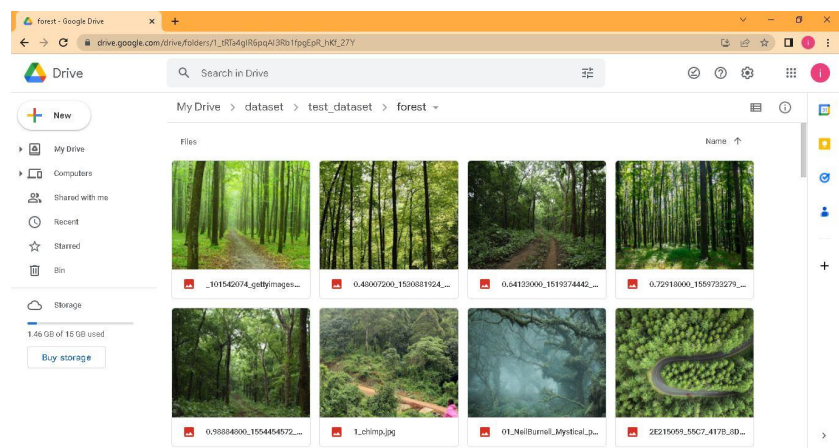 forest - Google Drive
drive.google.com/drive/folders/1_tRTa4gIR6pqAI3Rb1fpgEpR_hKf_27Y
Drive
Search in Drive
i
New
My Drive > dataset > test_dataset > forest
Files
Name
My Drive
Computers
Shared with me
Recent
Starred
Bin
Storage
1.46 GB of 15 GB used
Buy storage
_101542074_gettyimages...
0.48007200_1530881924_...
0.64133000_1519374442_...
0.72918000_1559733279_...
0.98884800_1554454572_...
1_chimp.jpg
01_NeilBurnell_Mystical_p...
2E215059_55C7_417B_8D...